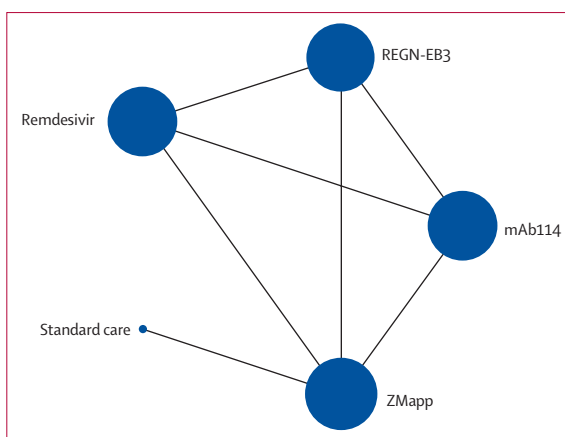 REGN-EB3
Remdesivir
mAb114
Standard care
ZMapp